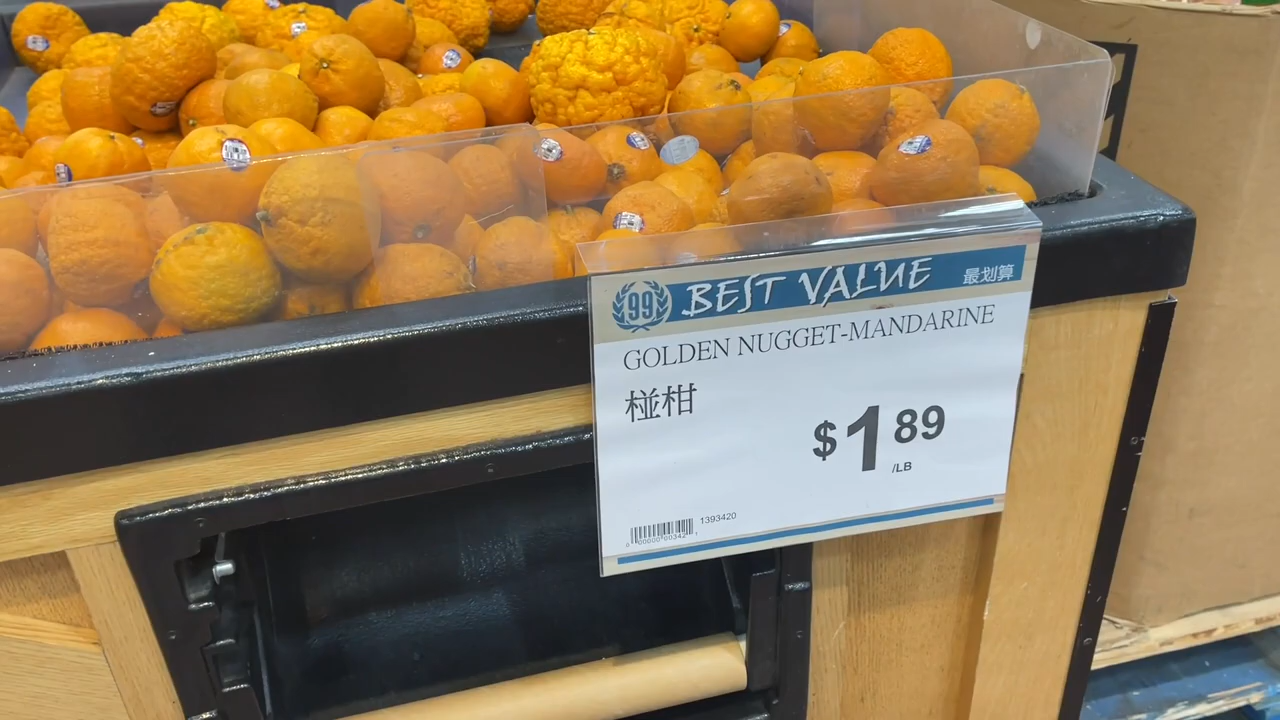 99 BEST VALUE 最划算
GOLDEN NUGGET-MANDARINE
椪柑
$1 89
/LB
1393420